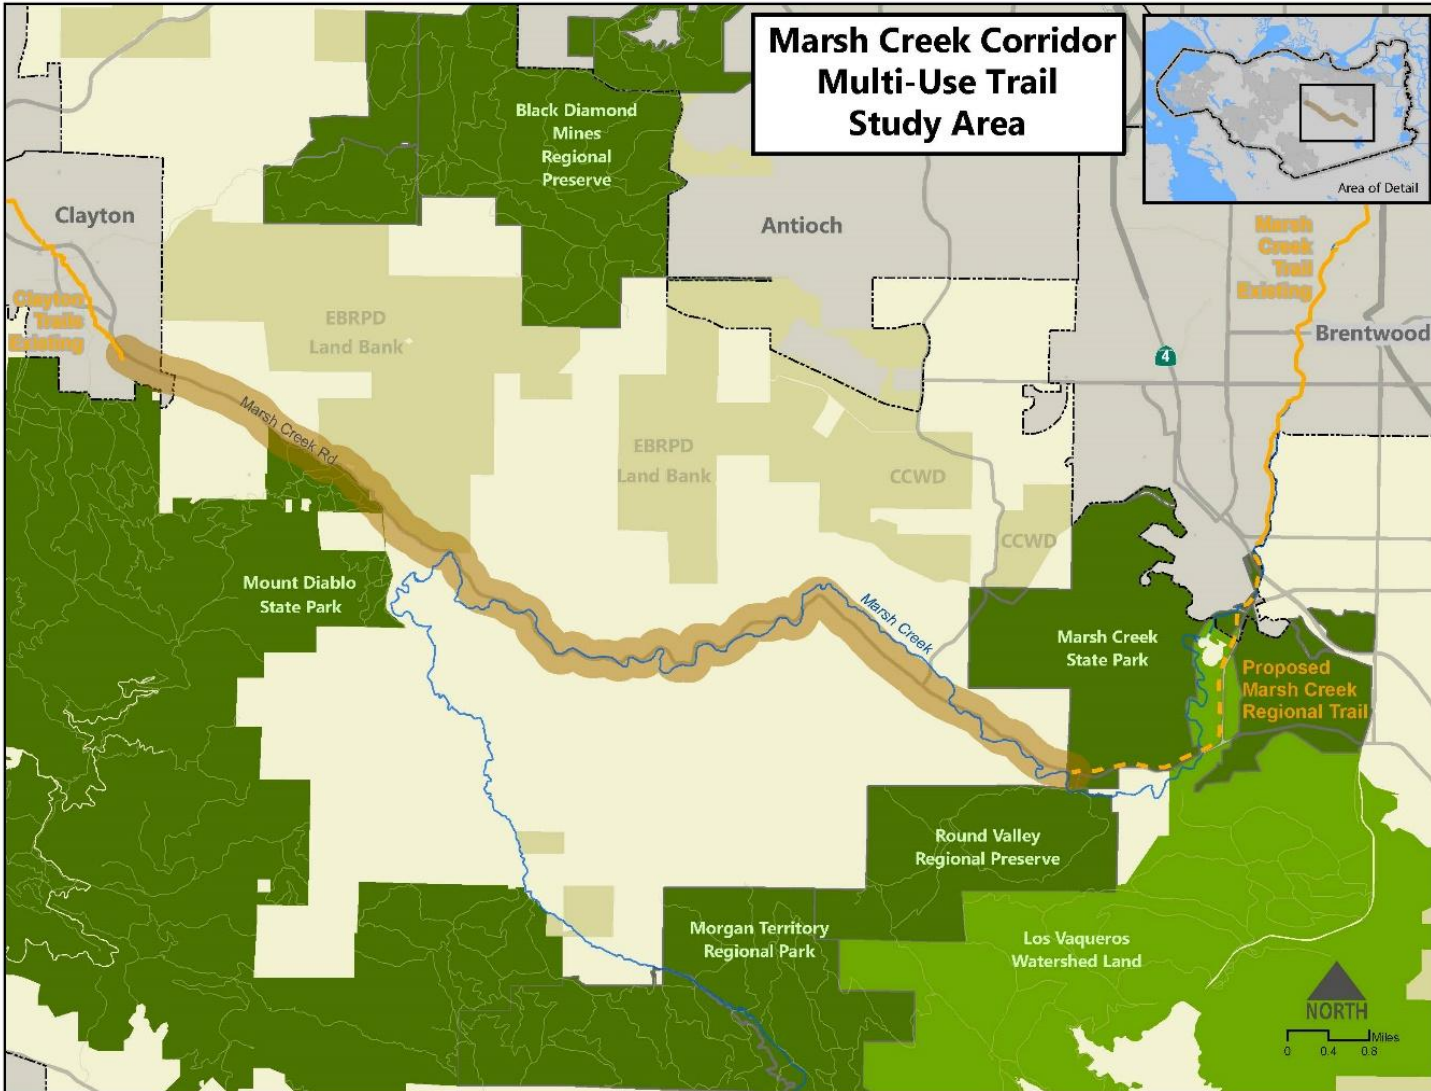 Marsh Creek Corridor
Multi-Use Trail
Study Area
Area of Detail
Black Diamond
Mines
Regional
Preserve
Clayton
Antioch
Marsh
Creek
Trail
Existing
Clayton
Trails
Existing
EBRPD
Land Bank
4
Brentwood
Marsh Creek Rd
EBRPD
Land Bank
CCWD
CCWD
Mount Diablo
State Park
Marsh Creek
Marsh Creek
State Park
Proposed
Marsh Creek
Regional Trail
Round Valley
Regional Preserve
Morgan Territory
Regional Park
Los Vaqueros
Watershed Land
NORTH
Miles
0 0.4 0.8